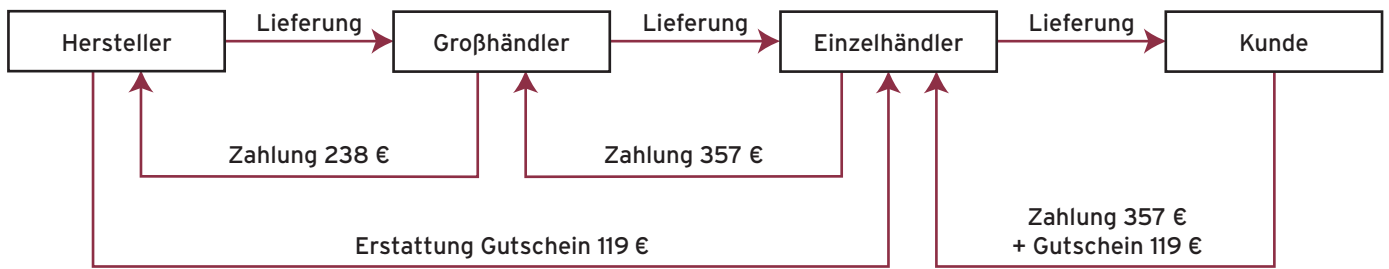 Lieferung
Lieferung
Lieferung
Hersteller
Großhändler
Einzelhändler
Kunde
Zahlung 238 €
Zahlung 357 €
Zahlung 357 €
+ Gutschein 119 €
Erstattung Gutschein 119 €